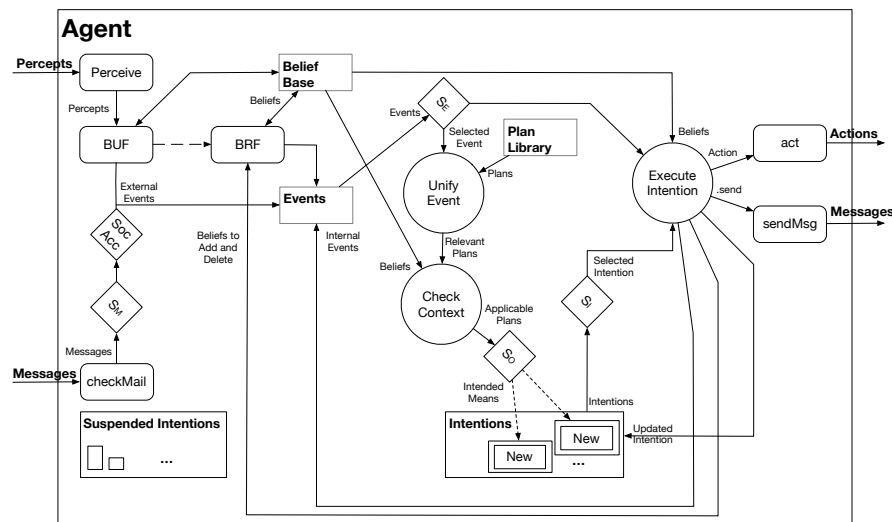 Agent
Percepts
Perceive
Percepts
BUF
BRF
Beliefs
Belief
Base
Events
S_E
Selected
Event
Plan
Library
Plans
Unify
Event
Beliefs
Execute
Intention
Action
act
Actions
.send
sendMsg
Messages
External
Events
Soc
Acc
Beliefs to
Add and
Delete
Events
Internal
Events
Relevant
Plans
Beliefs
Check
Context
Selected
Intention
S_I
S_M
Applicable
Plans
S_O
Messages
Messages
checkMail
Intended
Means
Intentions
Suspended Intentions
...
Intentions
New
New
...
Updated
Intention